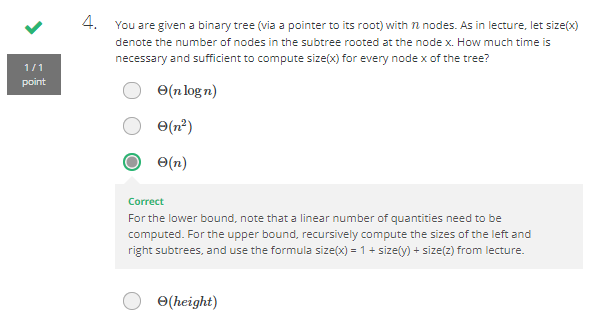 4. You are given a binary tree (via a pointer to its root) with n nodes. As in lecture, let size(x)
denote the number of nodes in the subtree rooted at the node x. How much time is
necessary and sufficient to compute size(x) for every node x of the tree?
1 / 1
point
Θ(n log n)
Θ(n²)
Θ(n)
Correct
For the lower bound, note that a linear number of quantities need to be
computed. For the upper bound, recursively compute the sizes of the left and
right subtrees, and use the formula size(x) = 1 + size(y) + size(z) from lecture.
Θ(height)